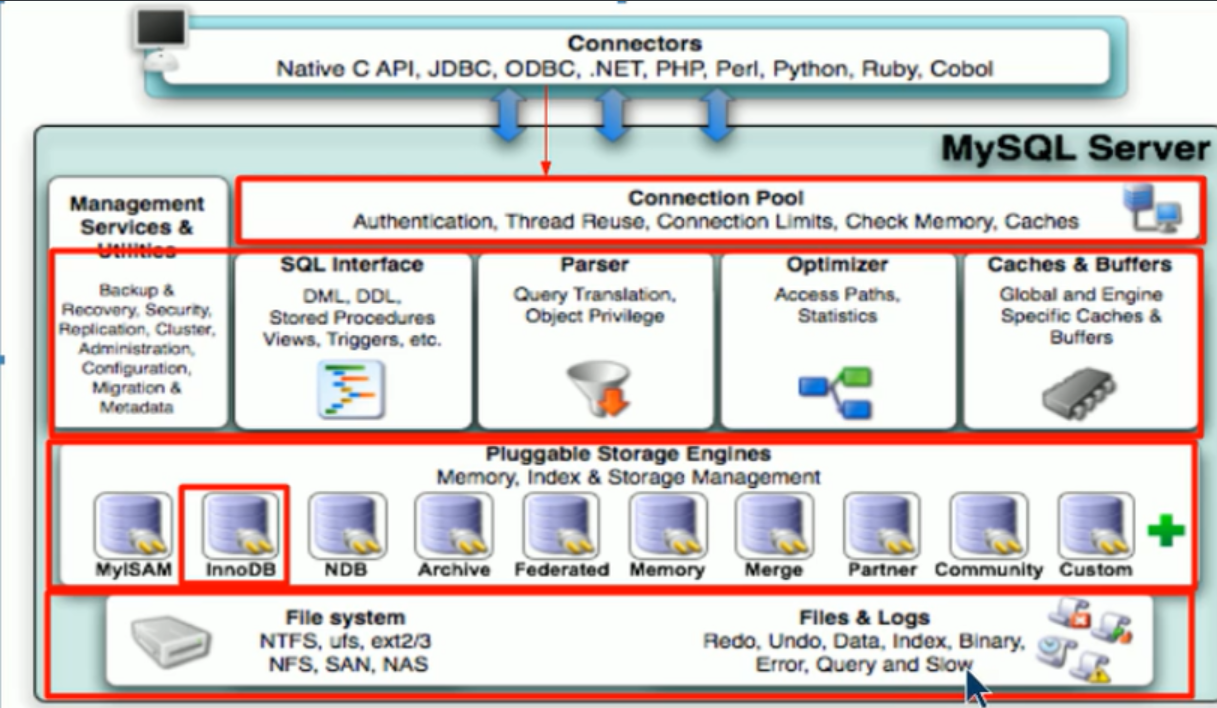 Connectors
Native C API, JDBC, ODBC, .NET, PHP, Perl, Python, Ruby, Cobol
MySQL Server
Management
Services &
Utilities
Backup &
Recovery, Security,
Replication, Cluster,
Administration,
Configuration,
Migration &
Metadata
Connection Pool
Authentication, Thread Reuse, Connection Limits, Check Memory, Caches
SQL Interface
DML, DDL,
Stored Procedures
Views, Triggers, etc.
Parser
Query Translation,
Object Privilege
Optimizer
Access Paths,
Statistics
Caches & Buffers
Global and Engine
Specific Caches &
Buffers
Pluggable Storage Engines
Memory, Index & Storage Management
MyISAM
InnoDB
NDB
Archive
Federated
Memory
Merge
Partner
Community
Custom
File system
NTFS, ufs, ext2/3
NFS, SAN, NAS
Files & Logs
Redo, Undo, Data, Index, Binary,
Error, Query and Slow